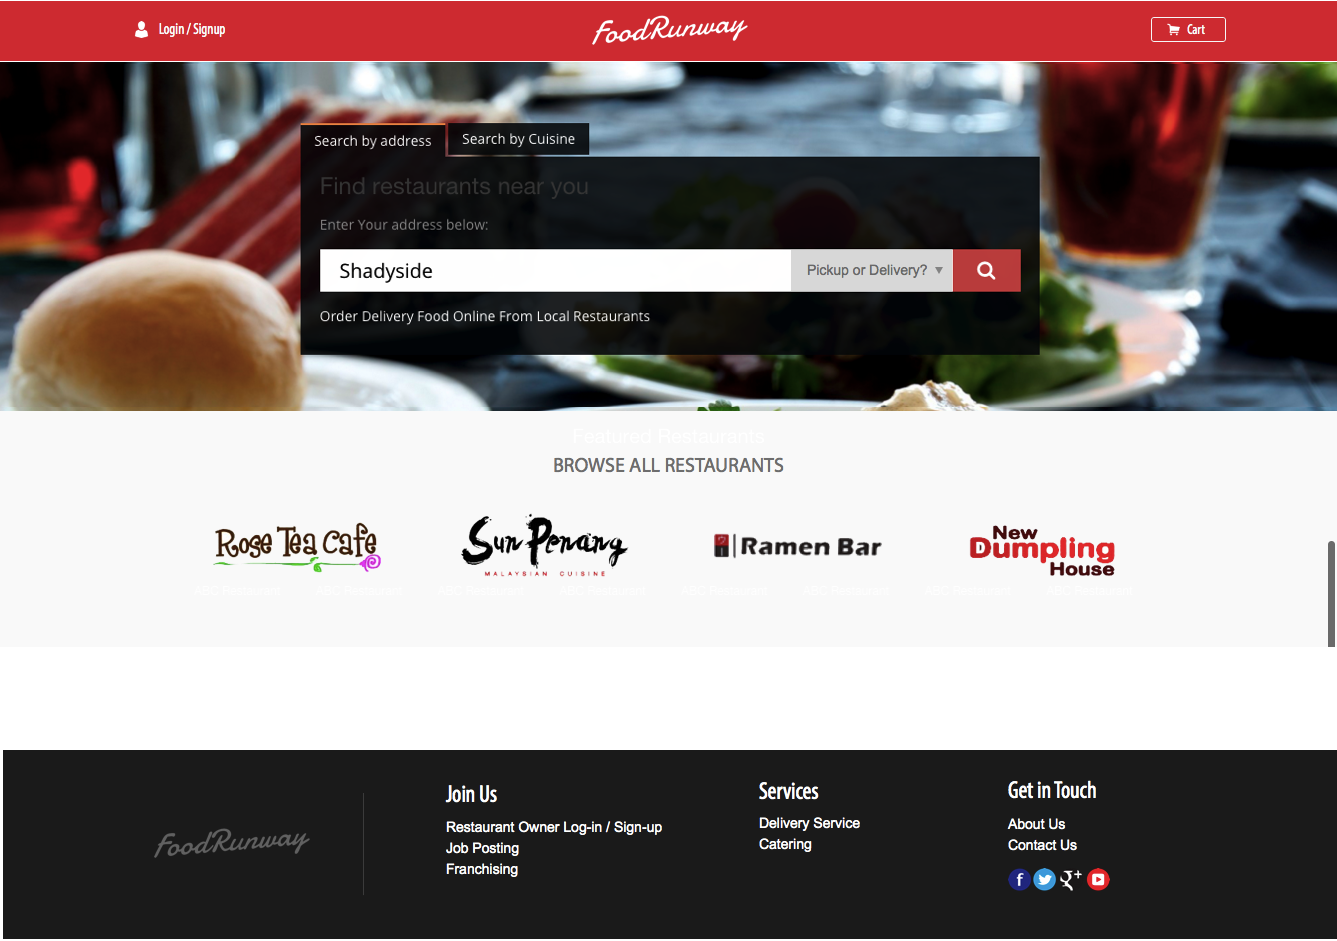 Login / Signup
FoodRunway
Cart
Search by address
Search by Cuisine
Find restaurants near you
Enter Your address below:
Shadyside
Pickup or Delivery?
Order Delivery Food Online From Local Restaurants
Featured Restaurants
BROWSE ALL RESTAURANTS
Rose Tea Cafe
Sun Penang
MALAYSIAN CUISINE
Ramen Bar
New
Dumpling
House
ABC Restaurant ABC Restaurant ABC Restaurant ABC Restaurant ABC Restaurant ABC Restaurant ABC Restaurant ABC Restaurant
FoodRunway
Join Us
Restaurant Owner Log-in / Sign-up
Job Posting
Franchising
Services
Delivery Service
Catering
Get in Touch
About Us
Contact Us